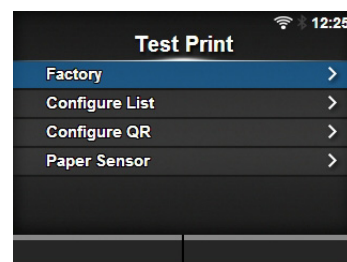 12:25
Test Print
Factory
Configure List
Configure QR
Paper Sensor